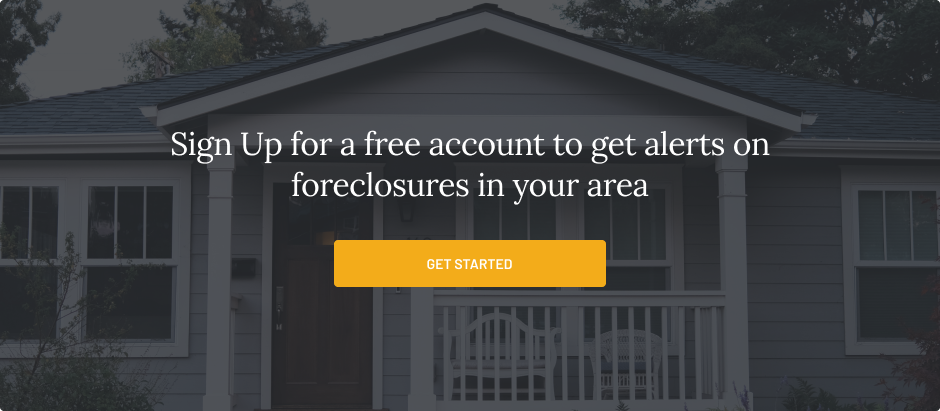 Sign Up for a free account to get alerts on
foreclosures in your area
GET STARTED